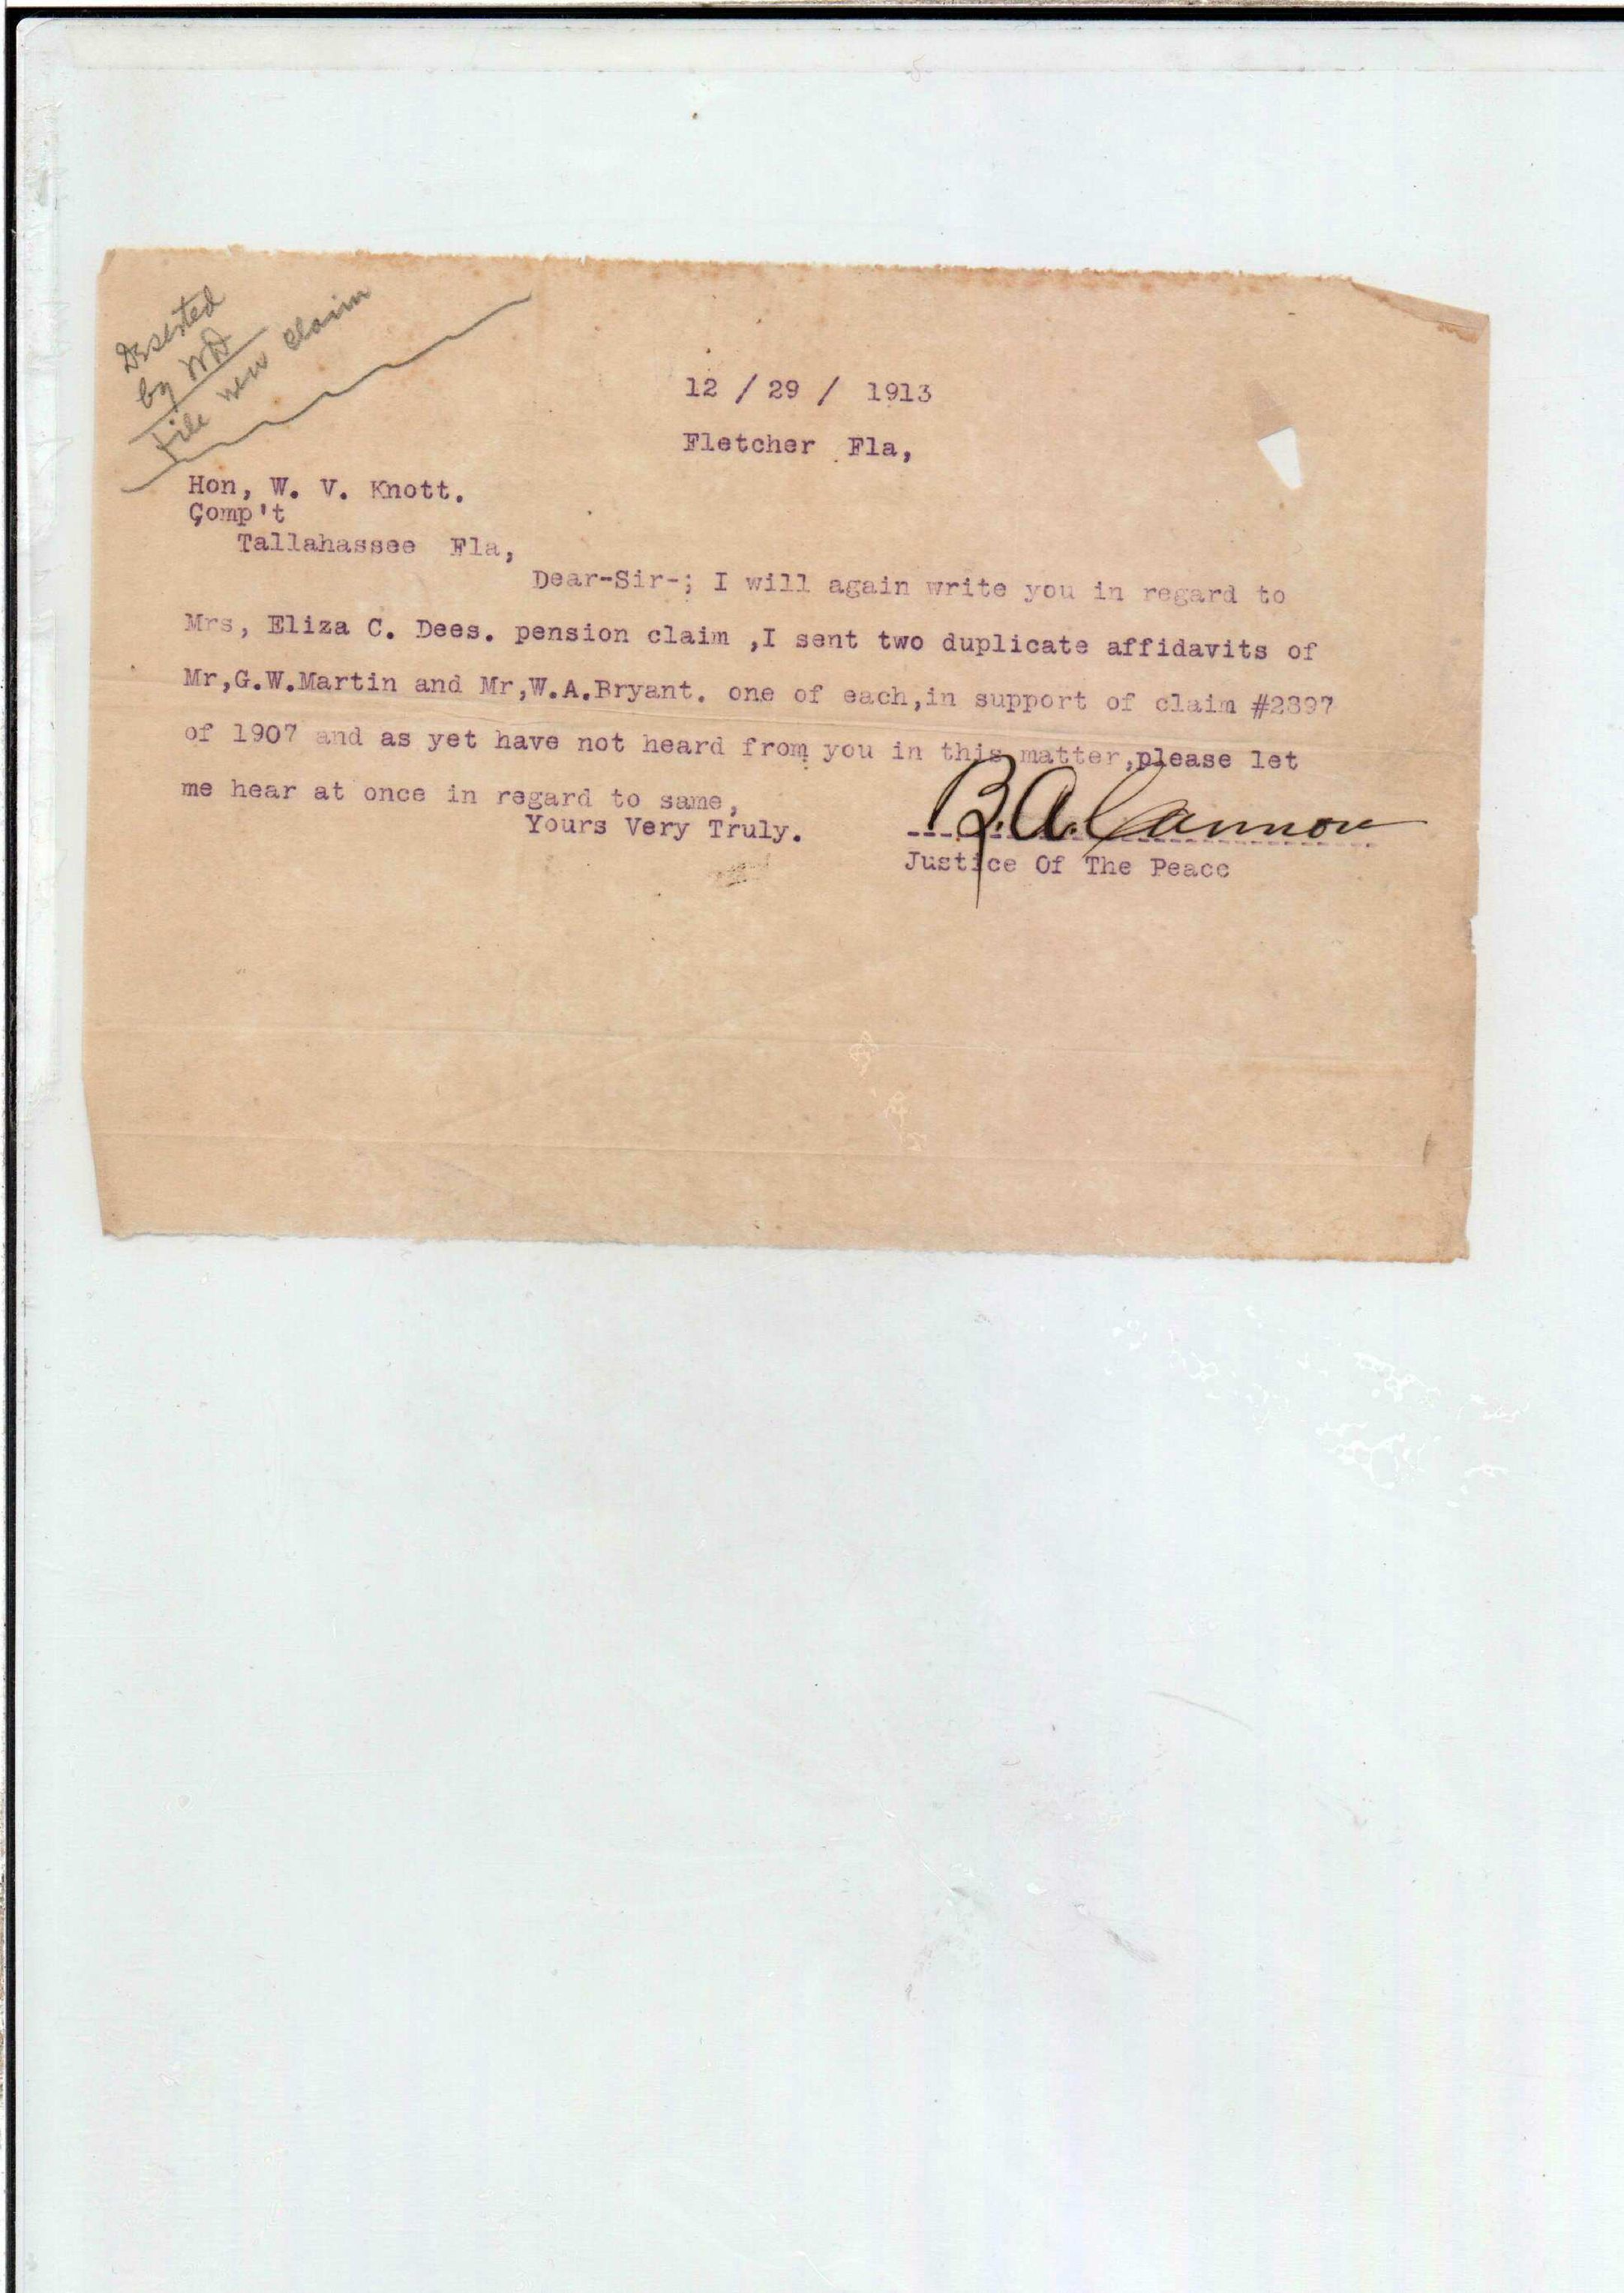 Deserted
by WD
File new claim
12 / 29 / 1913
Fletcher Fla,
Hon, W. V. Knott.
Comp't
Tallahassee Fla,
Dear-Sir-; I will again write you in regard to
Mrs, Eliza C. Dees. pension claim ,I sent two duplicate affidavits of
Mr,G.W.Martin and Mr,W.A.Bryant. one of each,in support of claim #2397
of 1907 and as yet have not heard from you in this matter,please let
me hear at once in regard to same,
Yours Very Truly.
B.A. Cannon
Justice Of The Peace